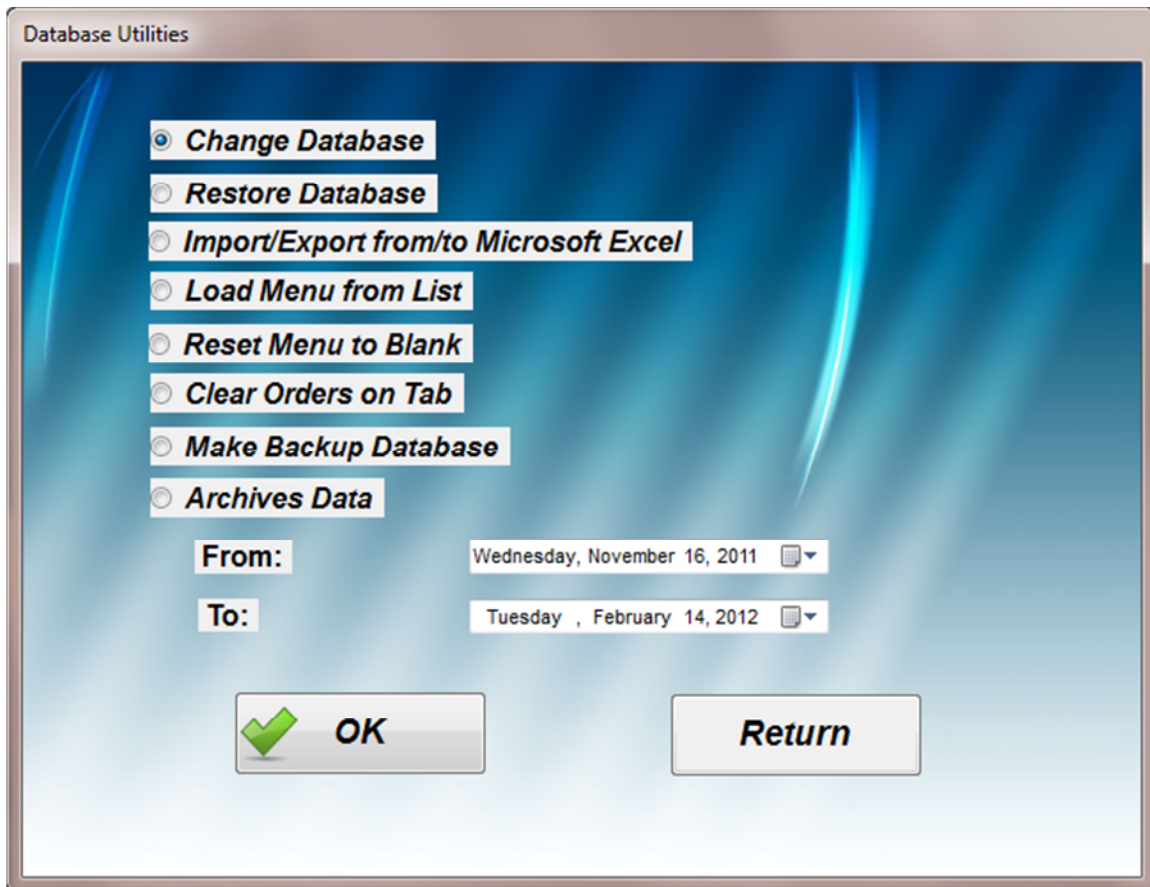 Database Utilities
Change Database
Restore Database
Import/Export from/to Microsoft Excel
Load Menu from List
Reset Menu to Blank
Clear Orders on Tab
Make Backup Database
Archives Data
From: Wednesday, November 16, 2011
To: Tuesday , February 14, 2012
OK Return